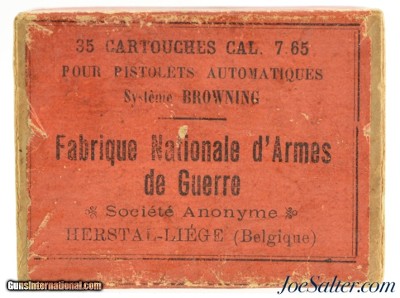 35 CARTOUCHES CAL. 7.65
POUR PISTOLETS AUTOMATIQUES
Système BROWNING
Fabrique Nationale d'Armes
de Guerre
Société Anonyme
HERSTAL-LIÉGE (Belgique)
GunsInternational.com
JoeSalter.com